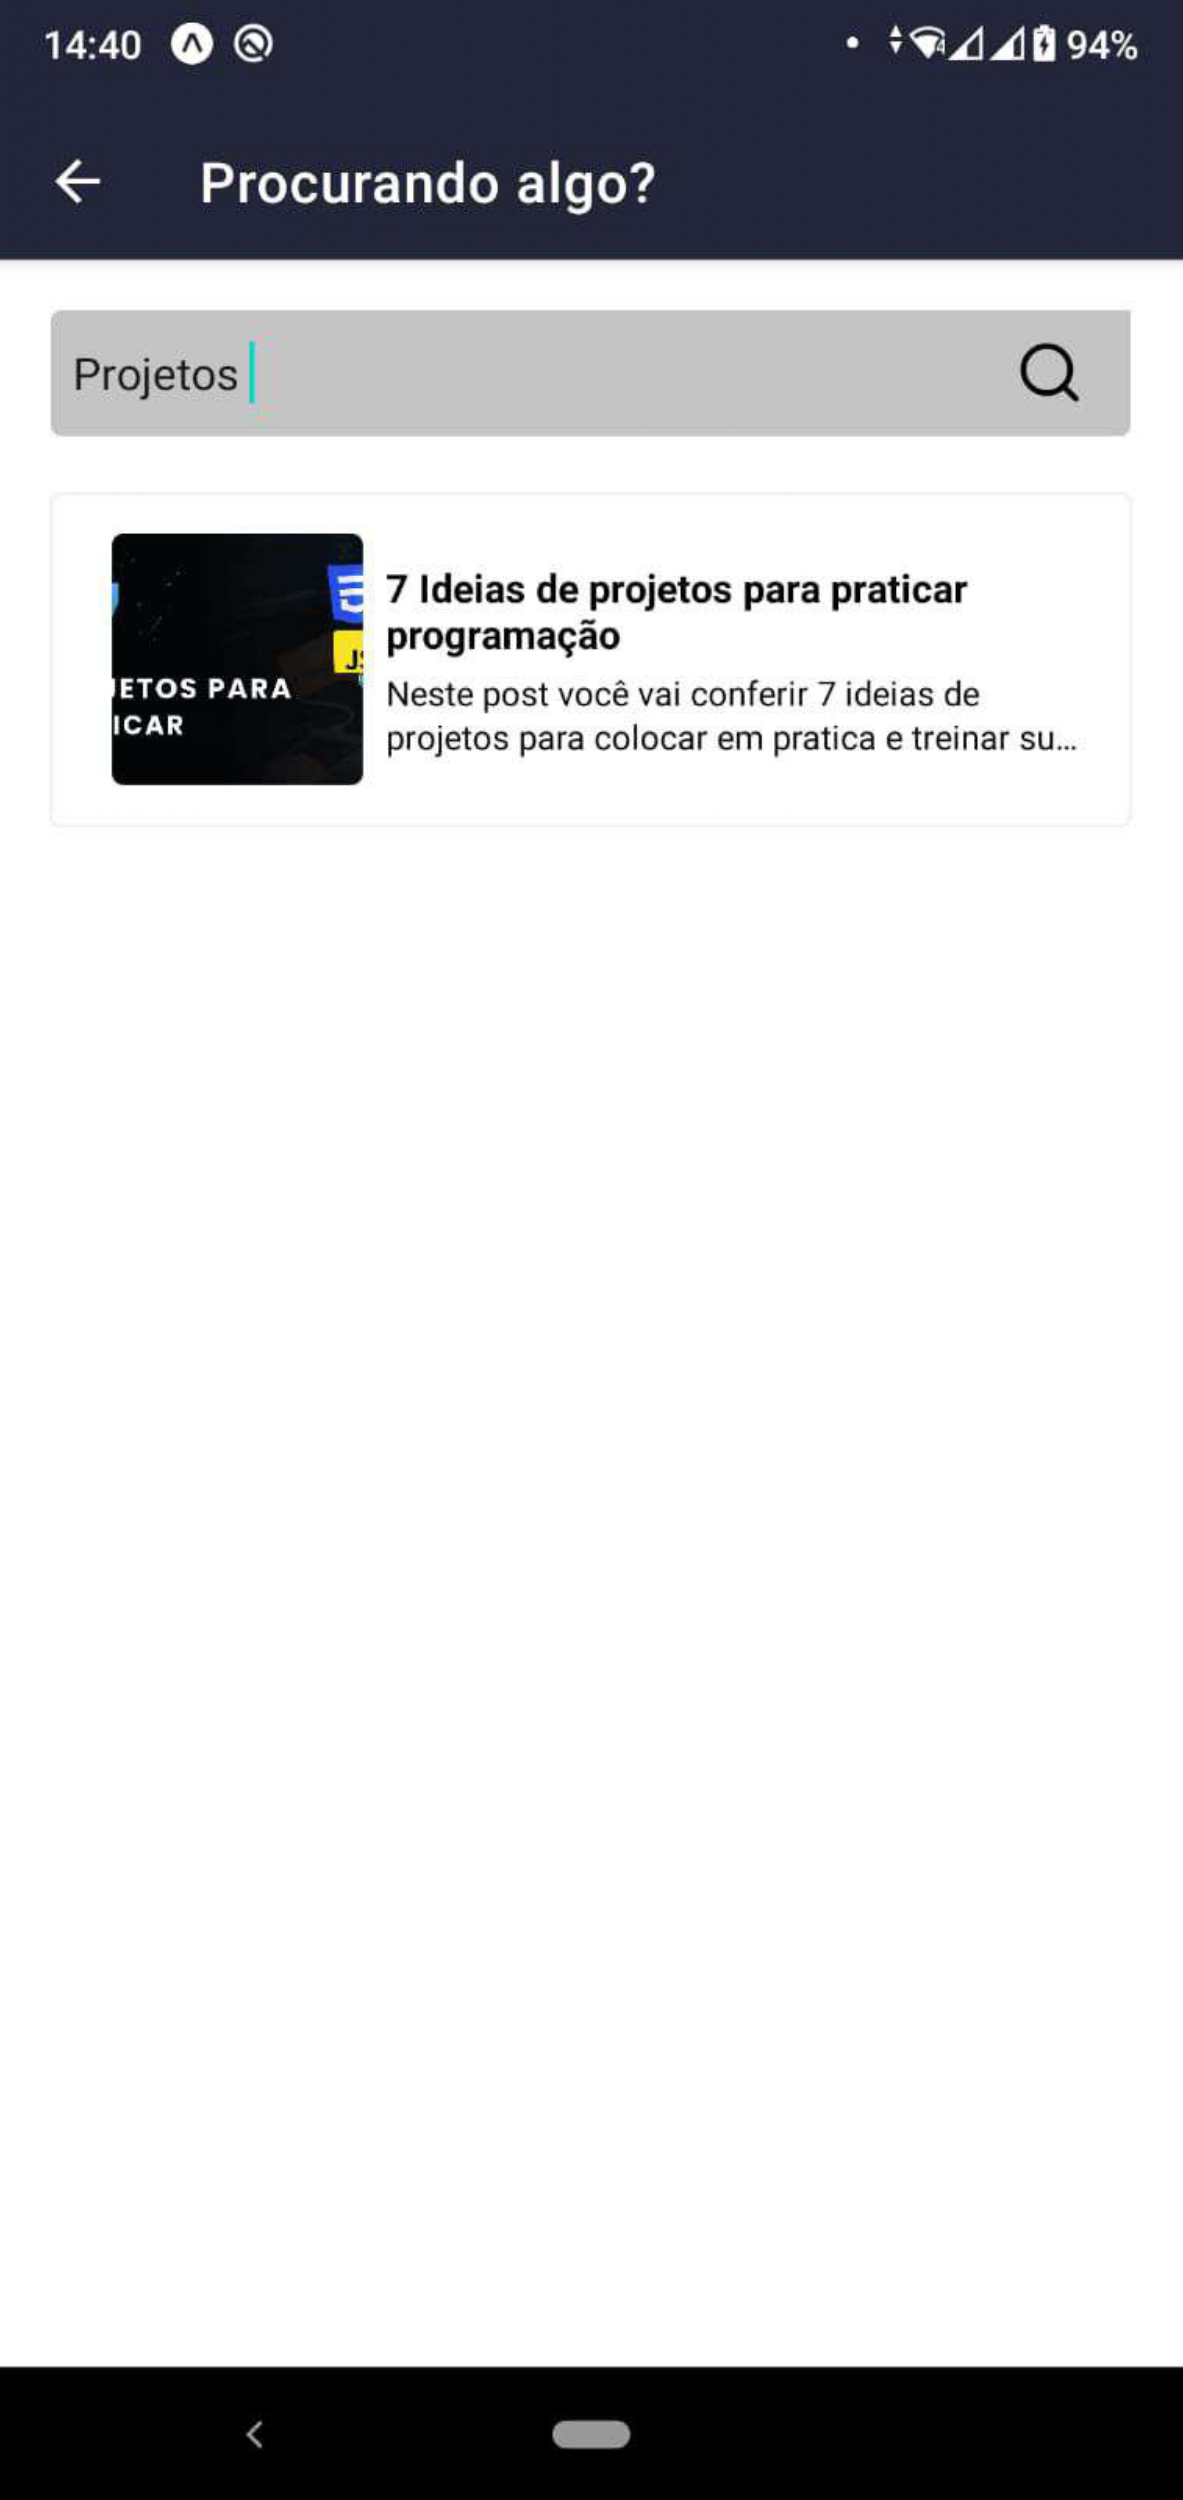 14:40
94%
Procurando algo?
Projetos
7 Ideias de projetos para praticar
programação
Neste post você vai conferir 7 ideias de
projetos para colocar em pratica e treinar su...
JETOS PARA
ICAR
JS